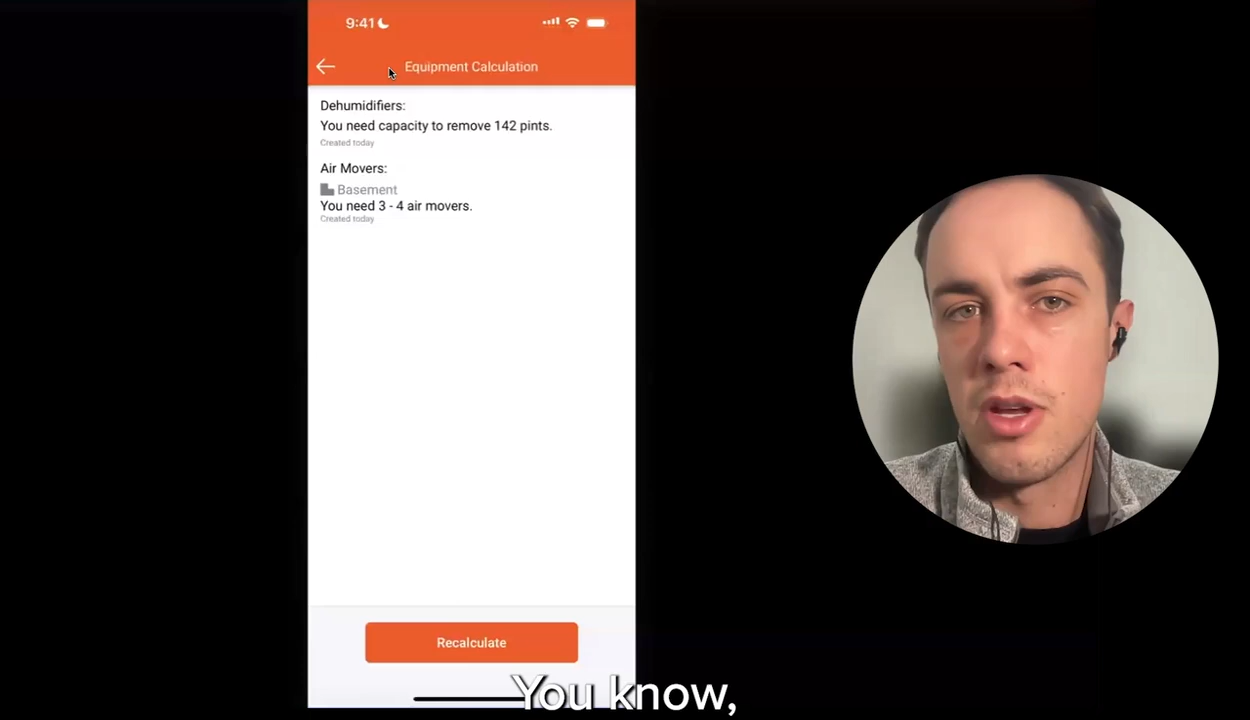 9:41
Equipment Calculation
Dehumidifiers:
You need capacity to remove 142 pints.
Created today
Air Movers:
Basement
You need 3 - 4 air movers.
Created today
Recalculate
You know,